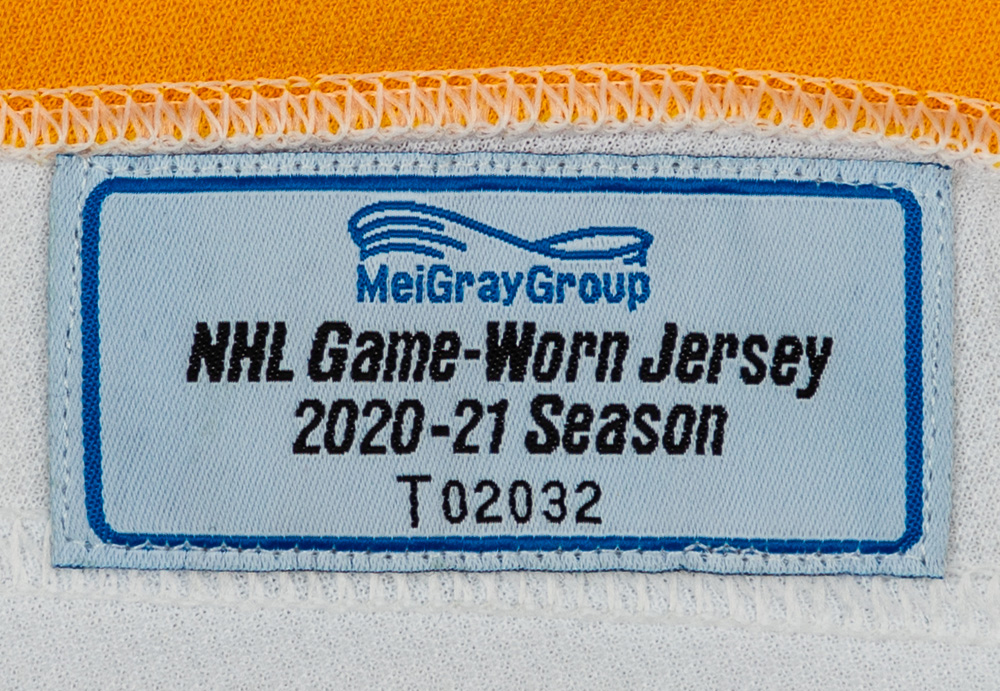 MeiGrayGroup
NHL Game-Worn Jersey
2020-21 Season
T02032